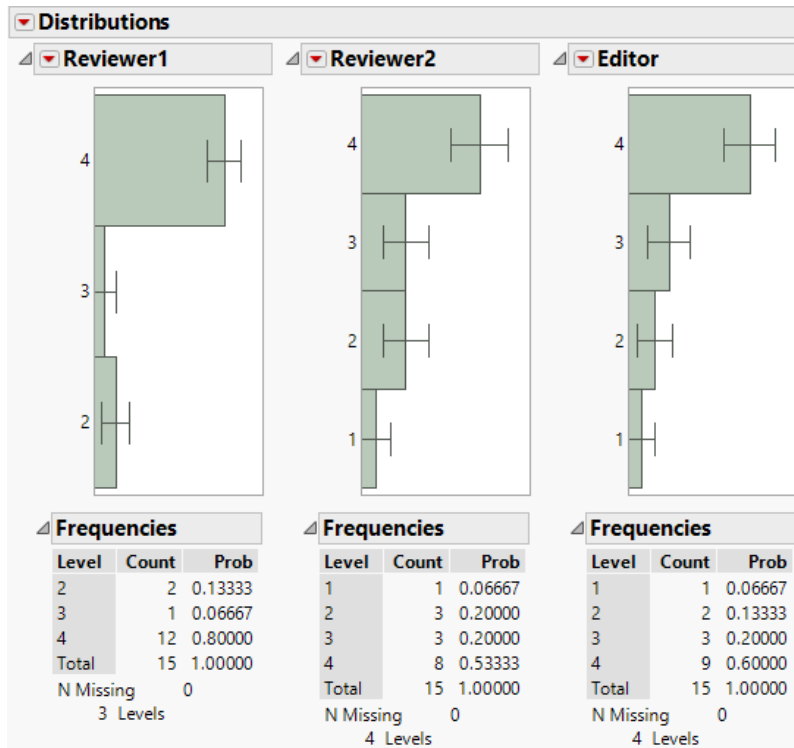 Distributions
Reviewer1
4
3
2
Frequencies
Level Count Prob
2 2 0.13333
3 1 0.06667
4 12 0.80000
Total 15 1.00000
N Missing 0
3 Levels
Reviewer2
4
3
2
1
Frequencies
Level Count Prob
1 1 0.06667
2 3 0.20000
3 3 0.20000
4 8 0.53333
Total 15 1.00000
N Missing 0
4 Levels
Editor
4
3
2
1
Frequencies
Level Count Prob
1 1 0.06667
2 2 0.13333
3 3 0.20000
4 9 0.60000
Total 15 1.00000
N Missing 0
4 Levels